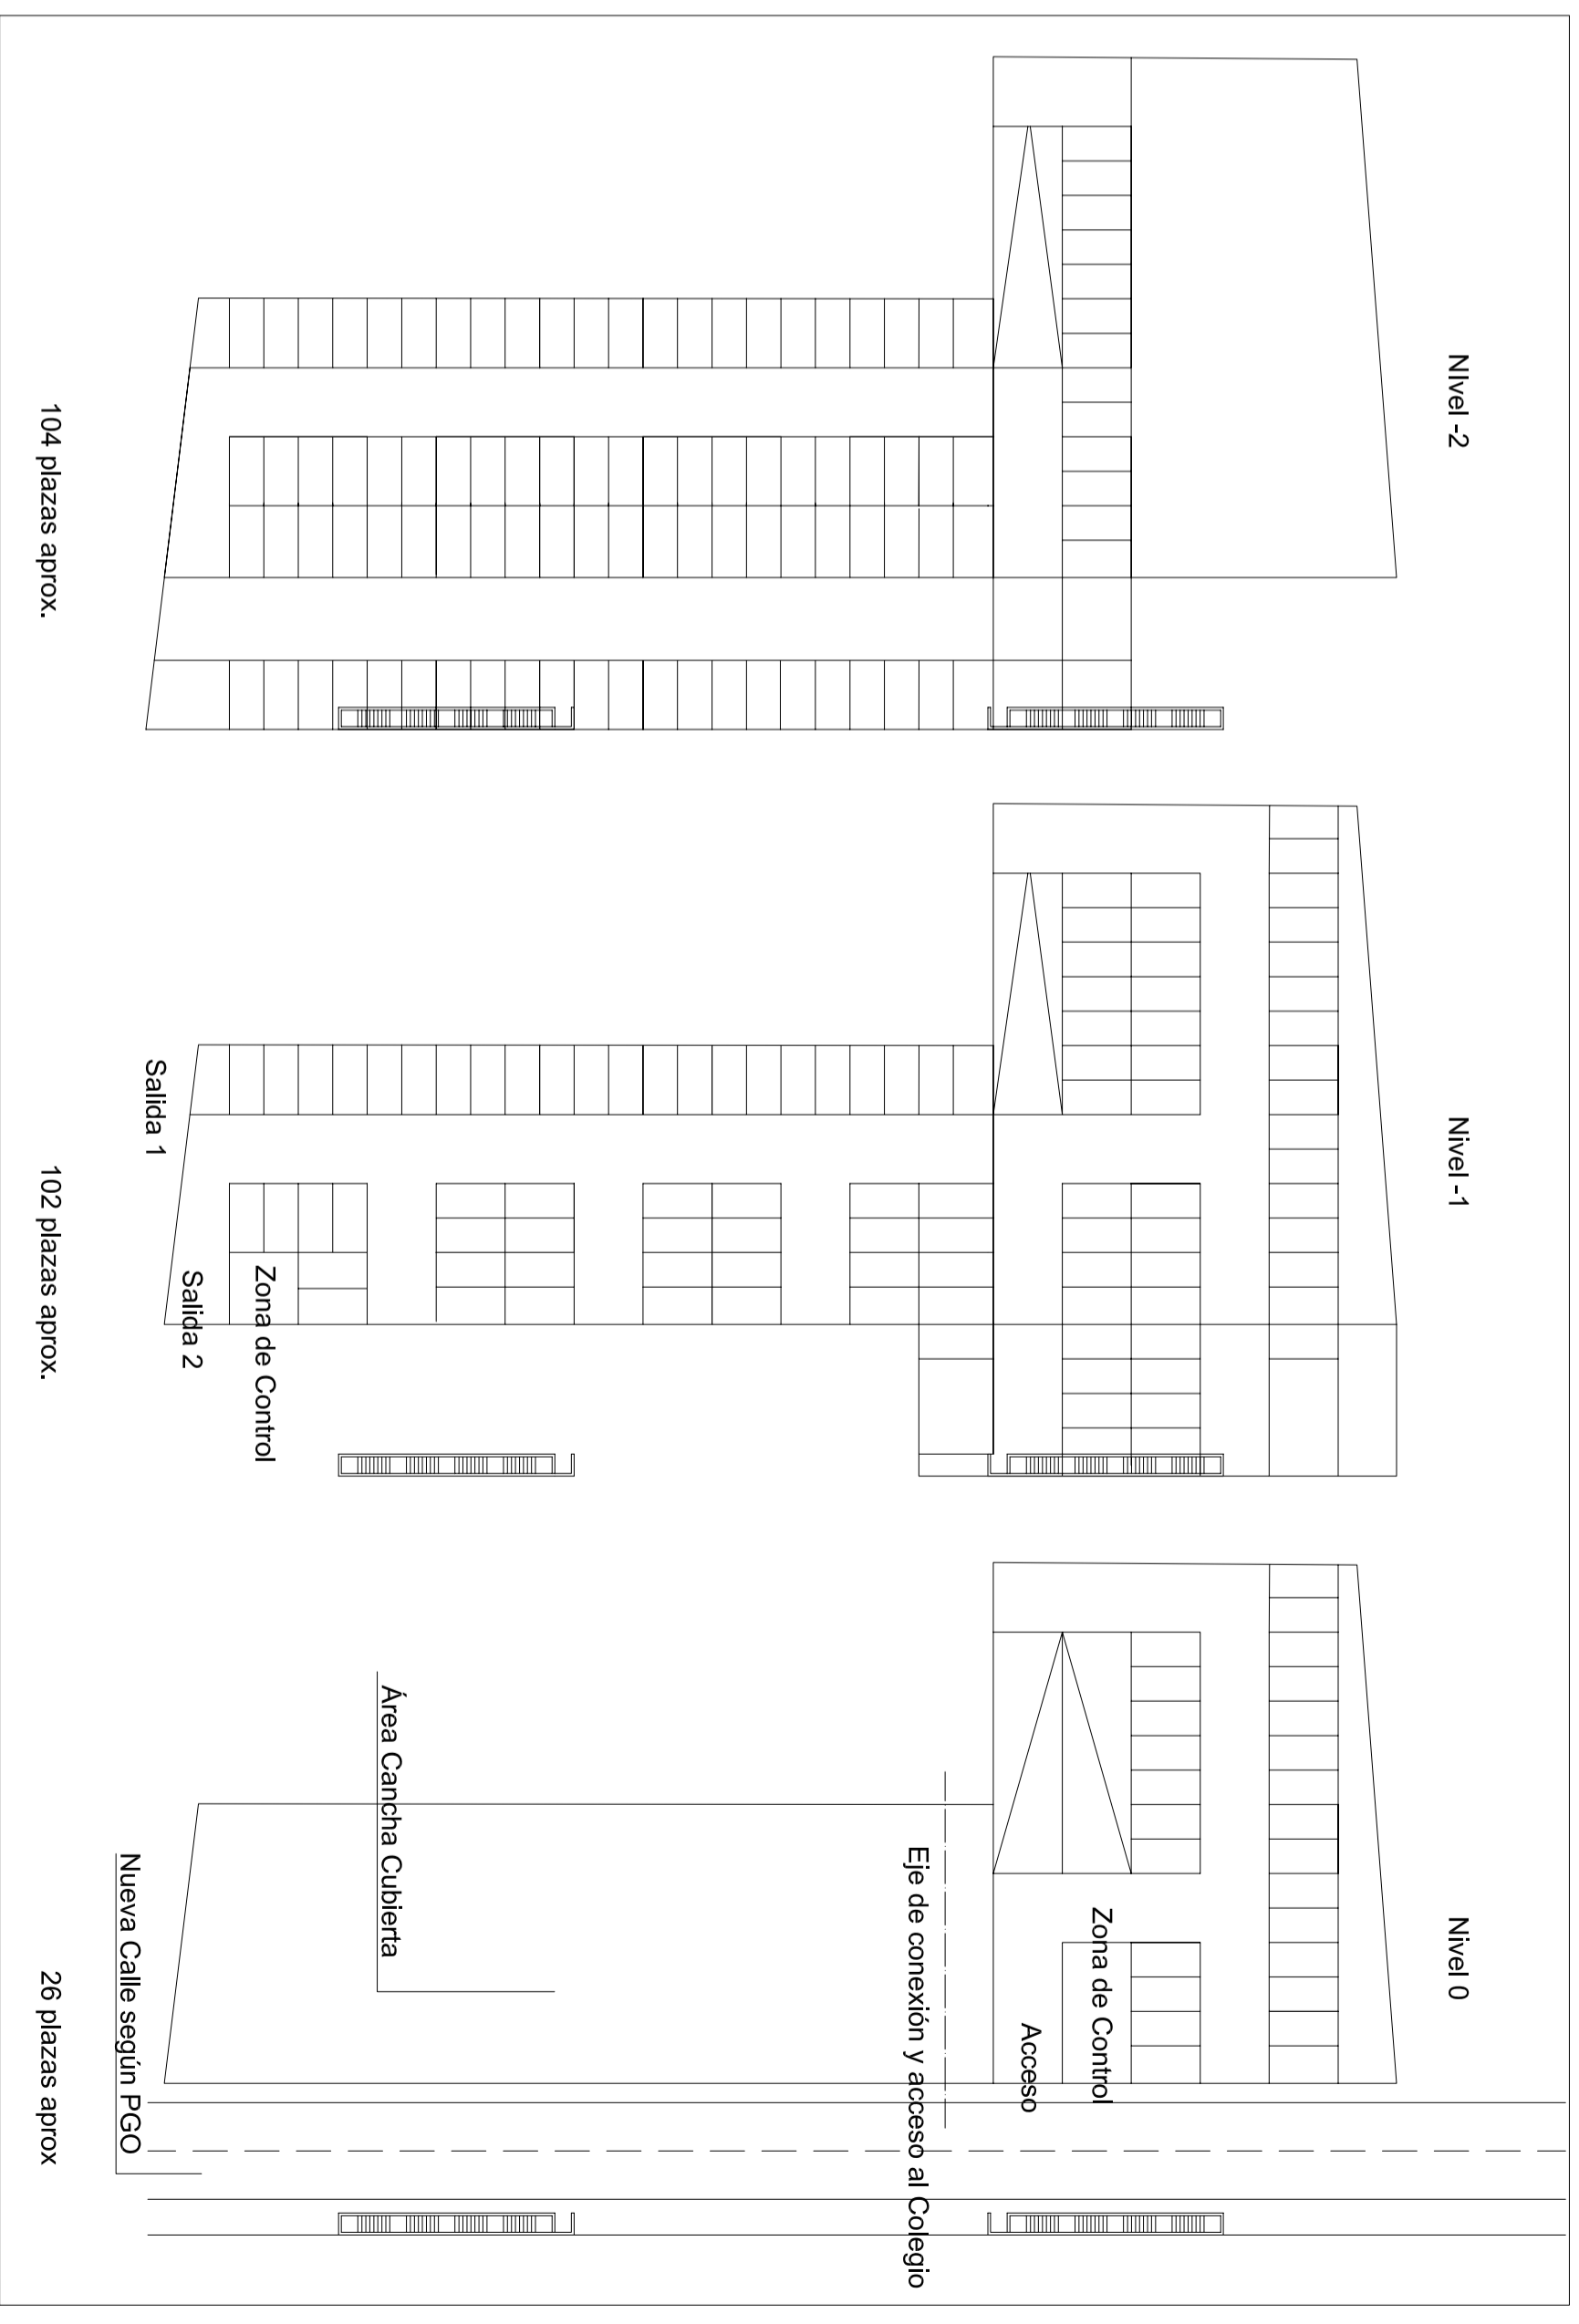 NIvel -2
Nivel -1
Nivel 0
Zona de Control
Acceso
Eje de conexión y acceso al Colegio
Área Cancha Cubierta
Zona de Control
Salida 2
Salida 1
Nueva Calle según PGO
104 plazas aprox.
102 plazas aprox.
26 plazas aprox